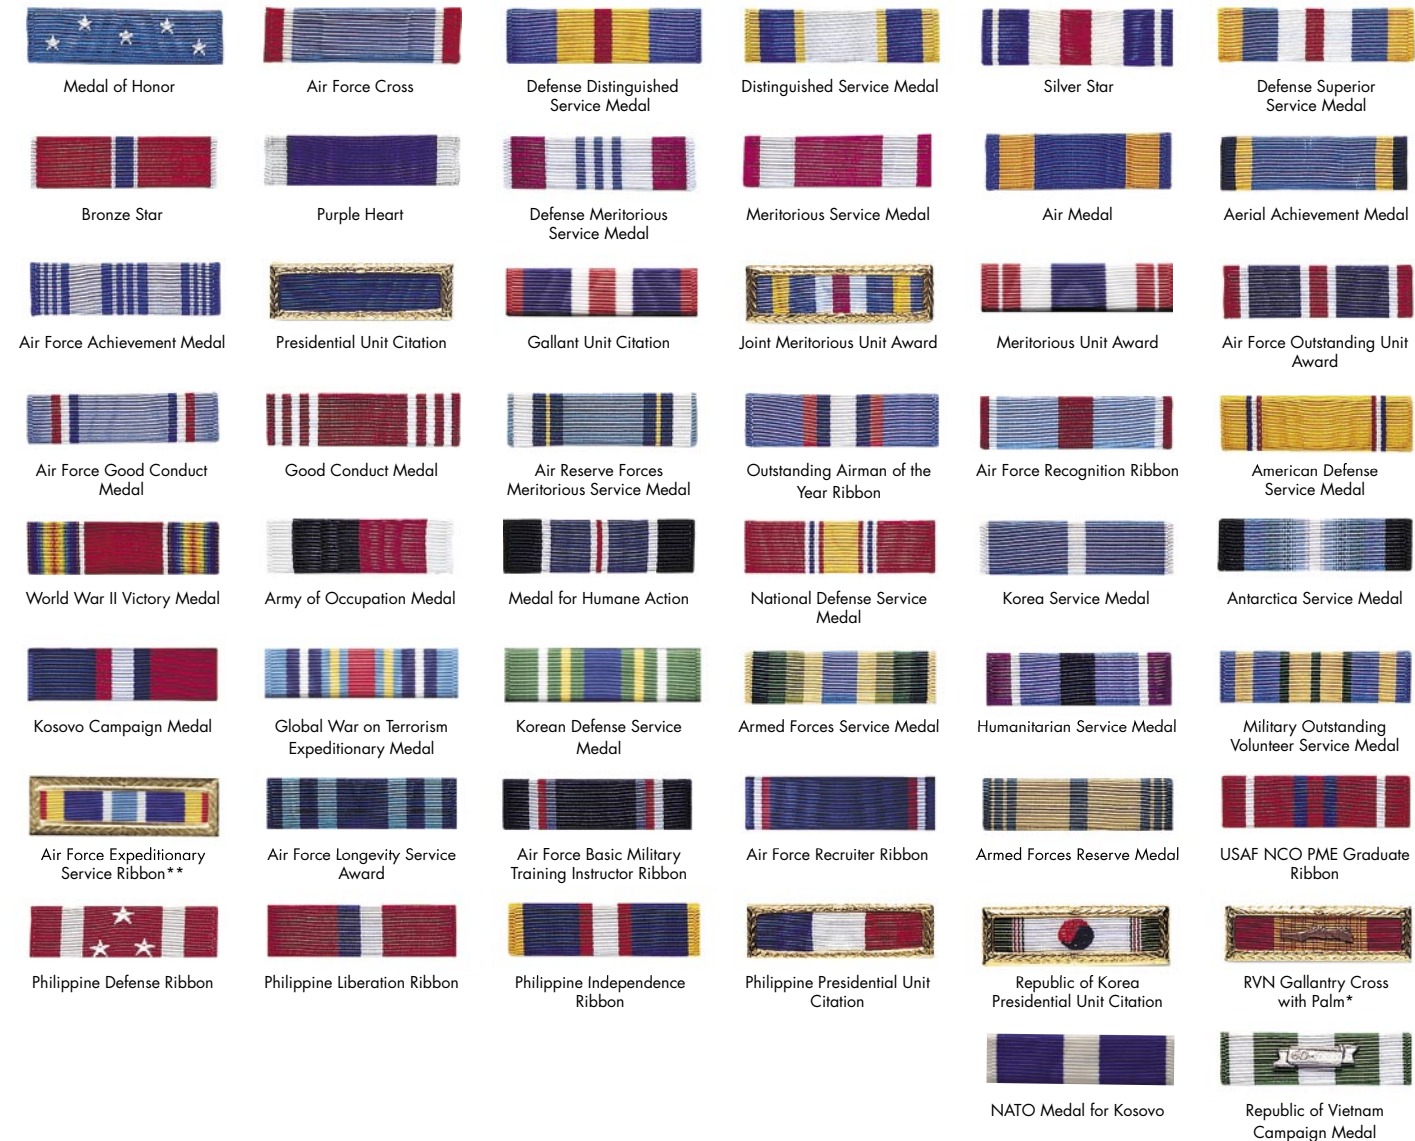 Medal of Honor
Air Force Cross
Defense Distinguished
Service Medal
Distinguished Service Medal
Silver Star
Defense Superior
Service Medal
Bronze Star
Purple Heart
Defense Meritorious
Service Medal
Meritorious Service Medal
Air Medal
Aerial Achievement Medal
Air Force Achievement Medal
Presidential Unit Citation
Gallant Unit Citation
Joint Meritorious Unit Award
Meritorious Unit Award
Air Force Outstanding Unit
Award
Air Force Good Conduct
Medal
Good Conduct Medal
Air Reserve Forces
Meritorious Service Medal
Outstanding Airman of the
Year Ribbon
Air Force Recognition Ribbon
American Defense
Service Medal
World War II Victory Medal
Army of Occupation Medal
Medal for Humane Action
National Defense Service
Medal
Korea Service Medal
Antarctica Service Medal
Kosovo Campaign Medal
Global War on Terrorism
Expeditionary Medal
Korean Defense Service
Medal
Armed Forces Service Medal
Humanitarian Service Medal
Military Outstanding
Volunteer Service Medal
Air Force Expeditionary
Service Ribbon**
Air Force Longevity Service
Award
Air Force Basic Military
Training Instructor Ribbon
Air Force Recruiter Ribbon
Armed Forces Reserve Medal
USAF NCO PME Graduate
Ribbon
Philippine Defense Ribbon
Philippine Liberation Ribbon
Philippine Independence
Ribbon
Philippine Presidential Unit
Citation
Republic of Korea
Presidential Unit Citation
RVN Gallantry Cross
with Palm*
NATO Medal for Kosovo
Republic of Vietnam
Campaign Medal